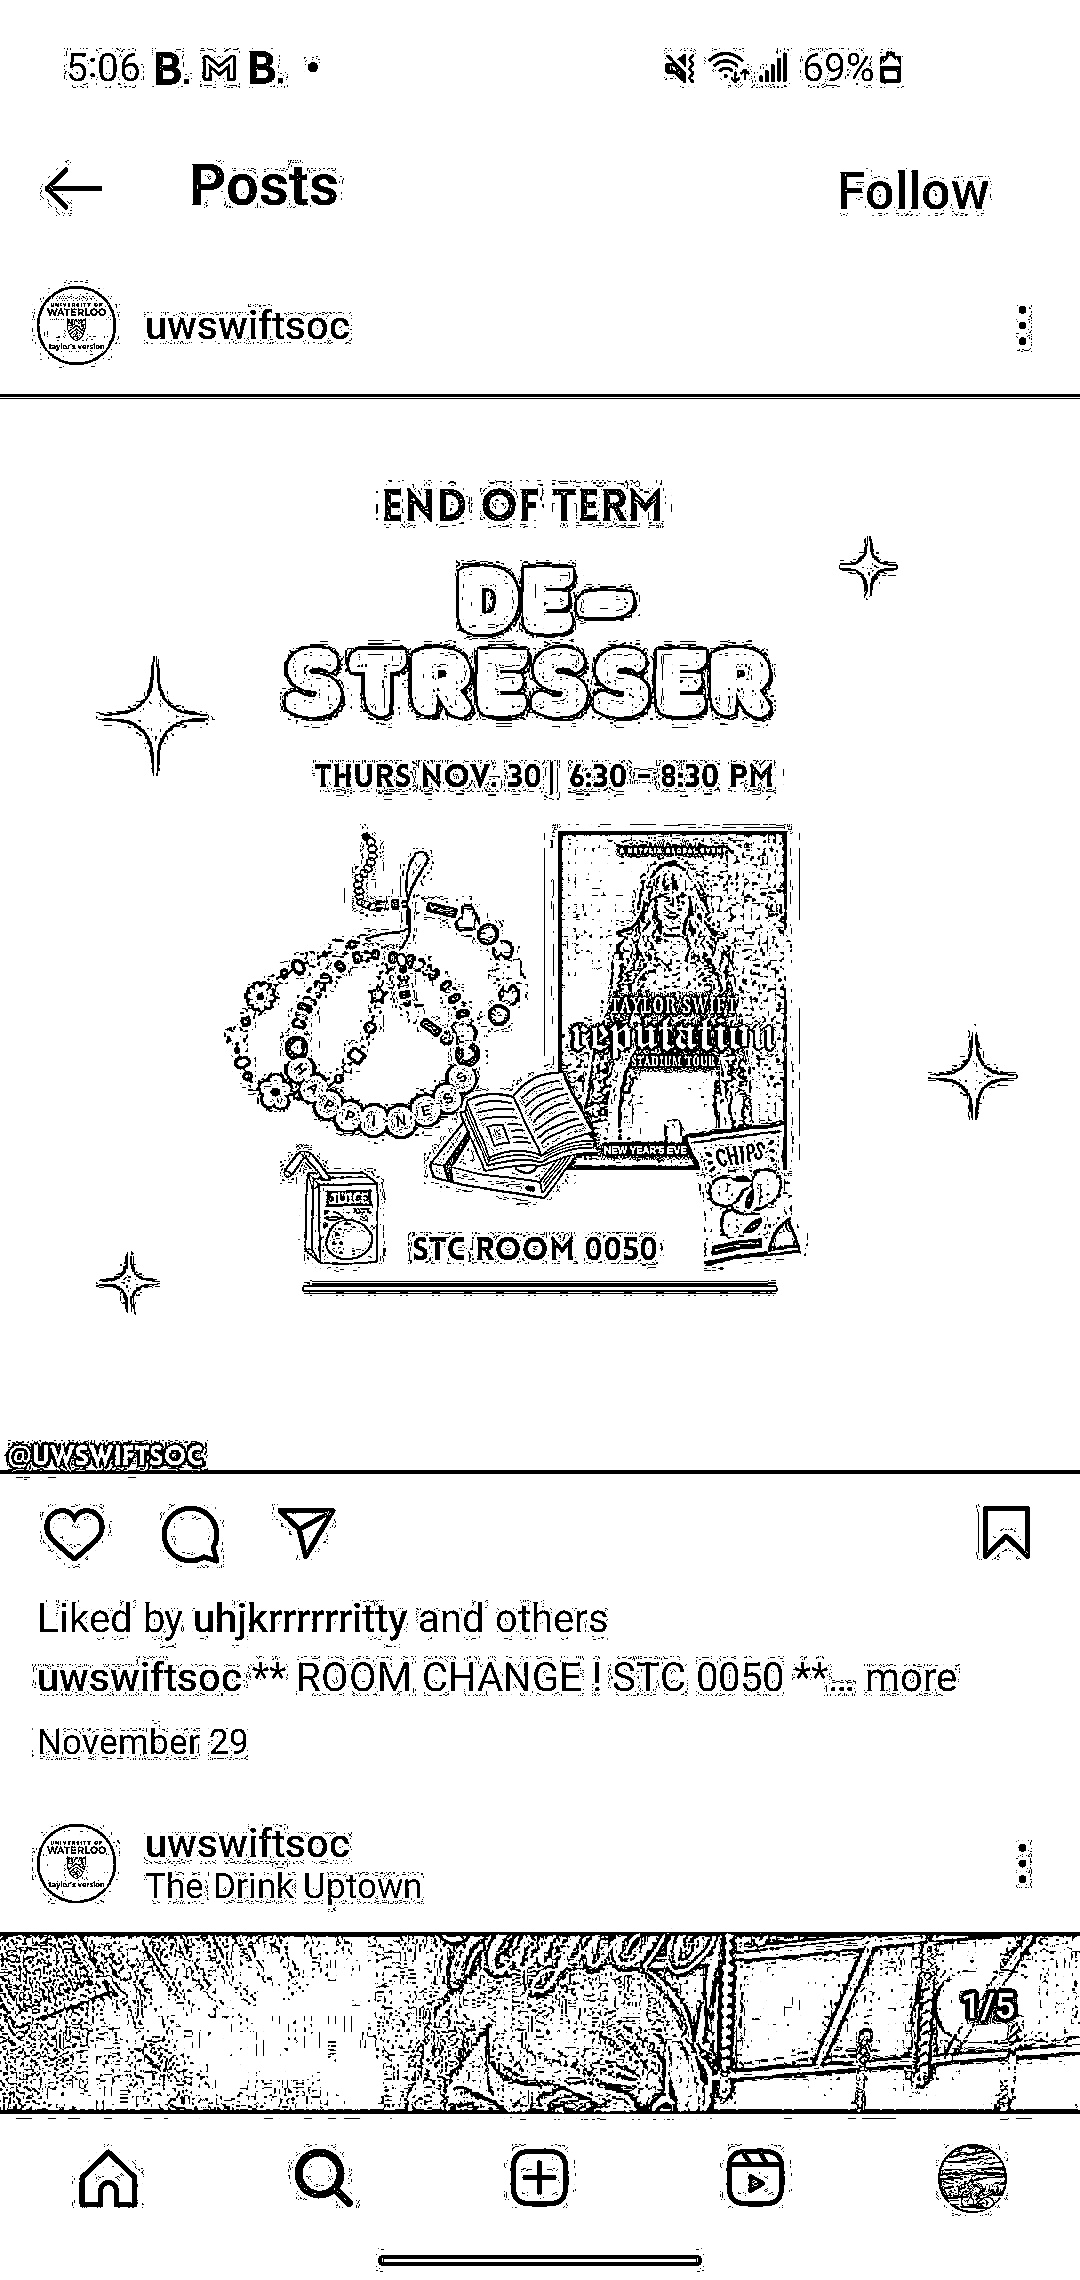 5:06 B. M B. •
69%
Posts
Follow
UNIVERSITY OF
WATERLOO
taylor's version
uwswiftsoc
END OF TERM
DE-
STRESSER
THURS NOV. 30 | 6:30 - 8:30 PM
TAYLOR SWIFT
reputation
STADIUM TOUR
HAPPINESS
NEW YEAR'S EVE
CHIPS
JUICE
STC ROOM 0050
@UWSWIFTSOC
Liked by uhjkrrrrrrritty and others
uwswiftsoc ** ROOM CHANGE ! STC 0050 **... more
November 29
UNIVERSITY OF
WATERLOO
taylor's version
uwswiftsoc
The Drink Uptown
1/5